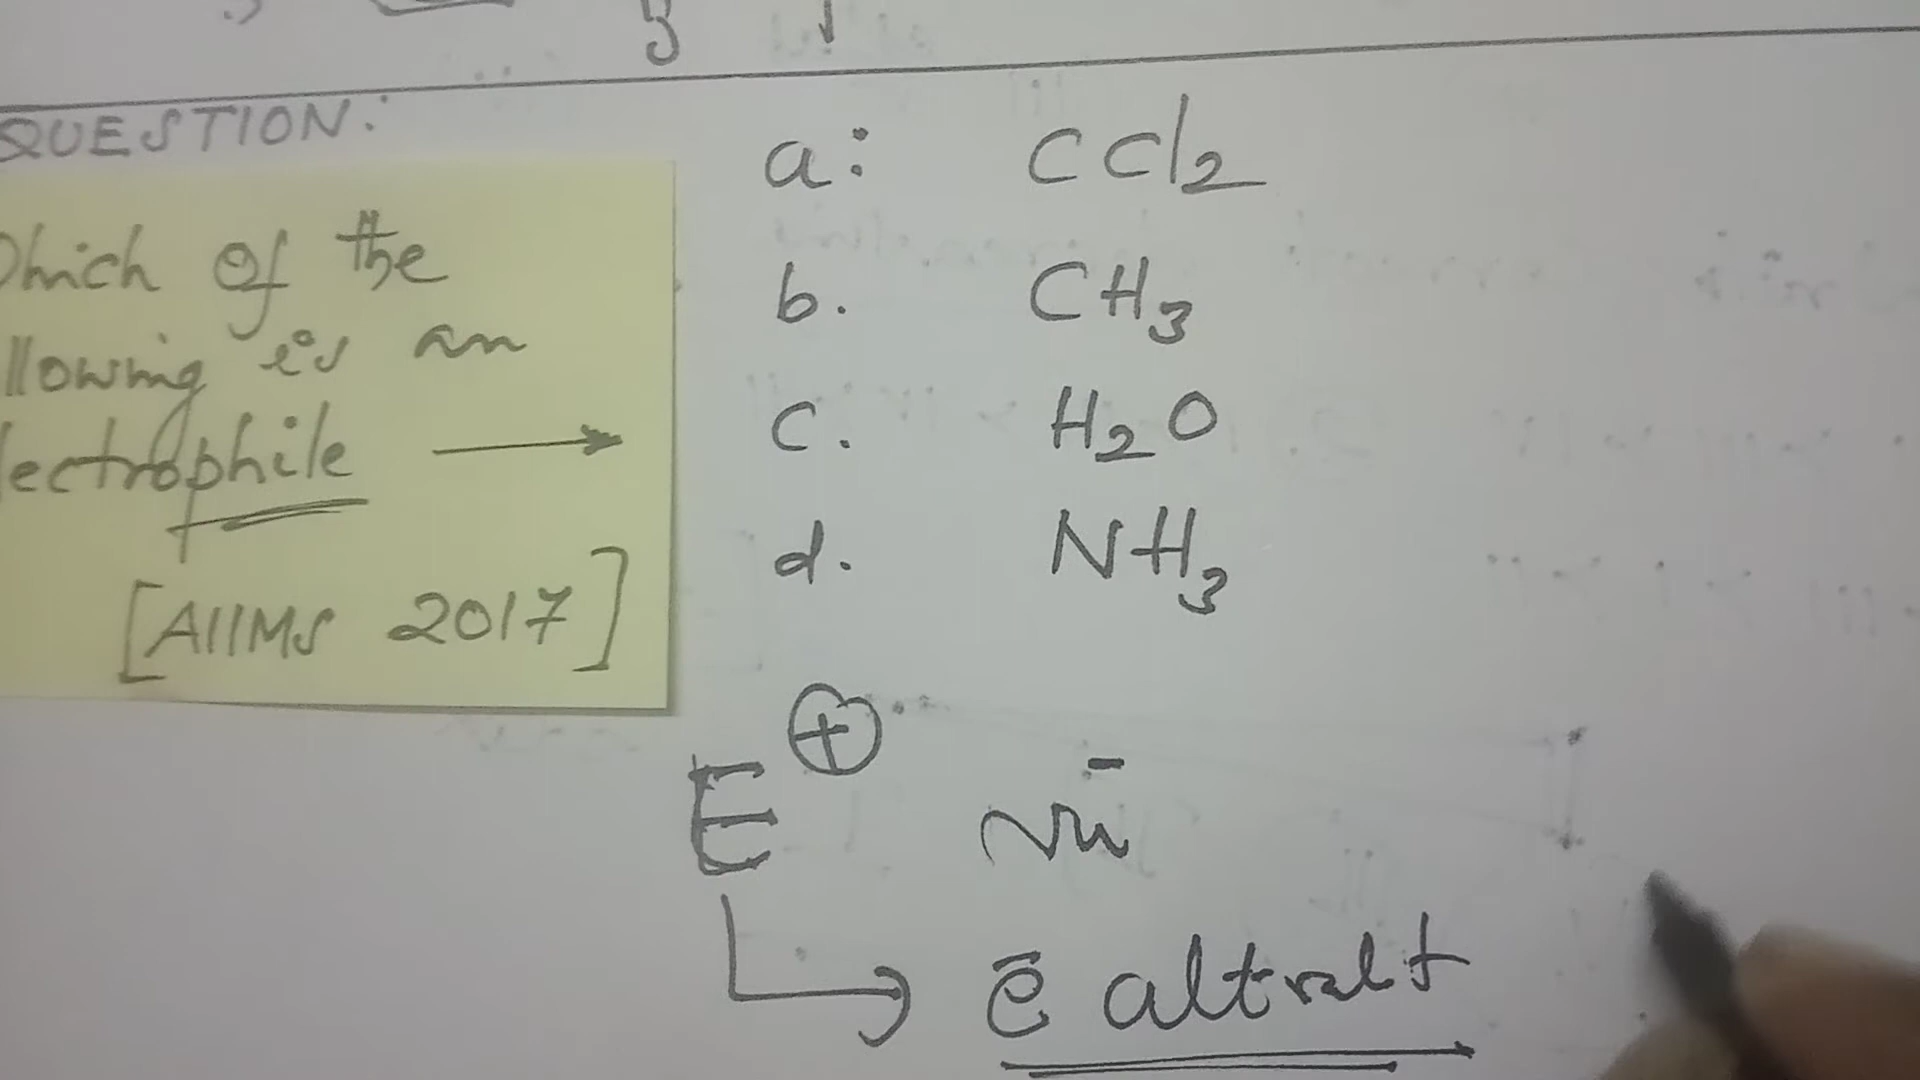 QUESTION:
Which of the
llowing is an
lectrophile →
[AIIMS 2017]
a: CCl2
b. CH3
c. H2O
d. NH3
E⊕ Nu-
ē attract